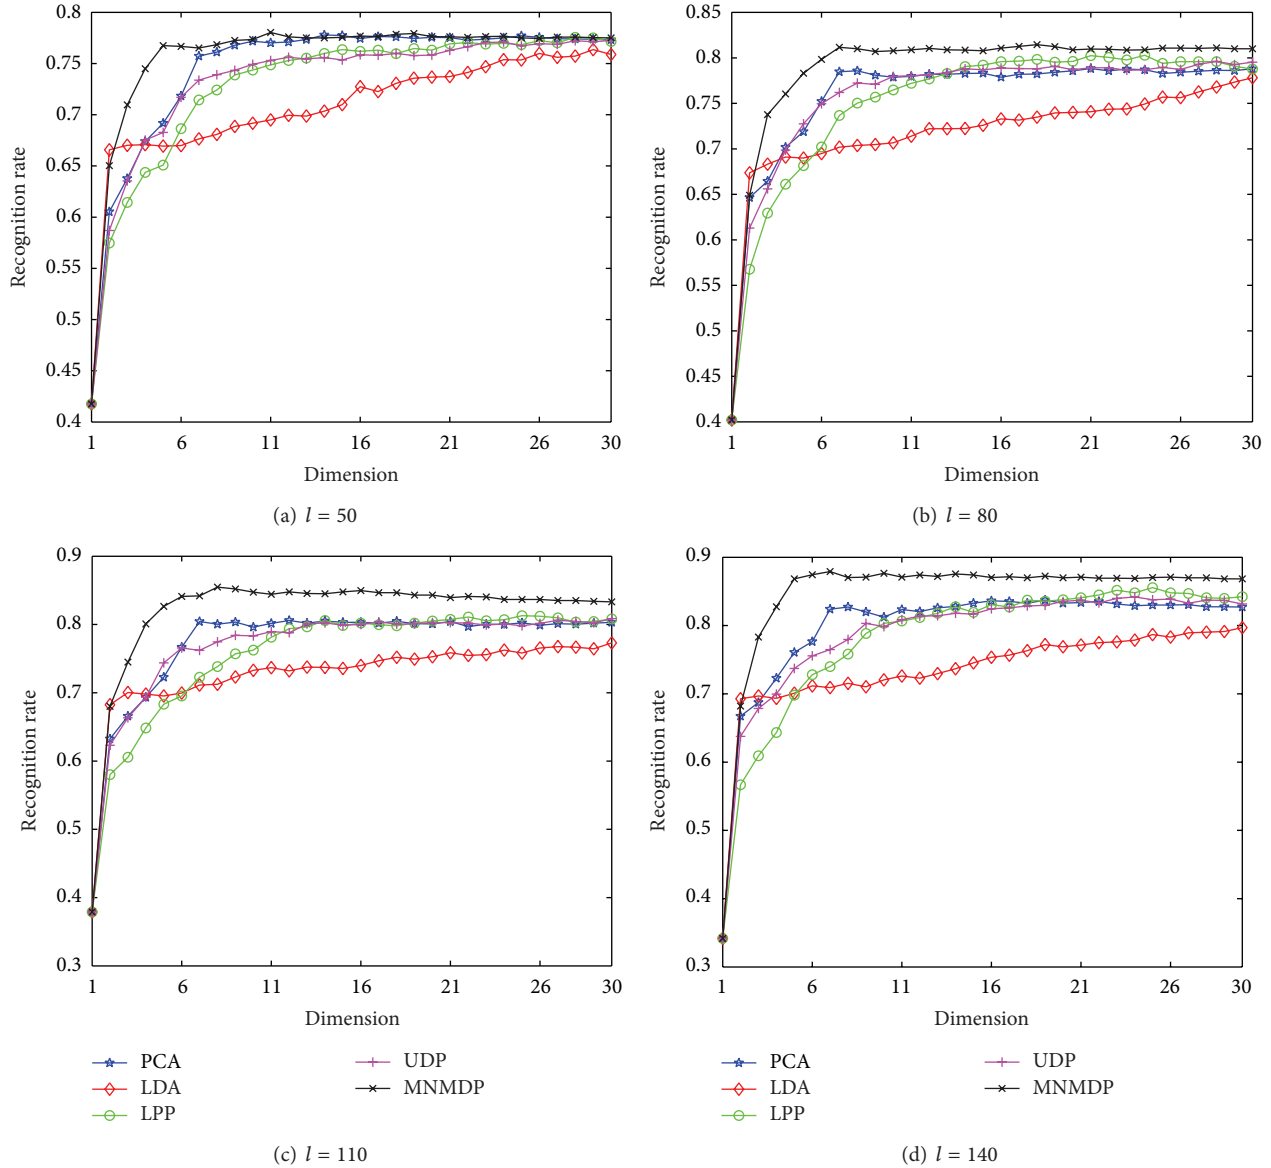 0.8
0.75
0.7
0.65
0.6
0.55
0.5
0.45
0.4
Recognition rate
1 6 11 16 21 26 30
Dimension
(a) l = 50
0.85
0.8
0.75
0.7
0.65
0.6
0.55
0.5
0.45
0.4
Recognition rate
1 6 11 16 21 26 30
Dimension
(b) l = 80
0.9
0.8
0.7
0.6
0.5
0.4
0.3
Recognition rate
1 6 11 16 21 26 30
Dimension
PCA
LDA
LPP
UDP
MNMDP
(c) l = 110
0.9
0.8
0.7
0.6
0.5
0.4
0.3
Recognition rate
1 6 11 16 21 26 30
Dimension
PCA
LDA
LPP
UDP
MNMDP
(d) l = 140